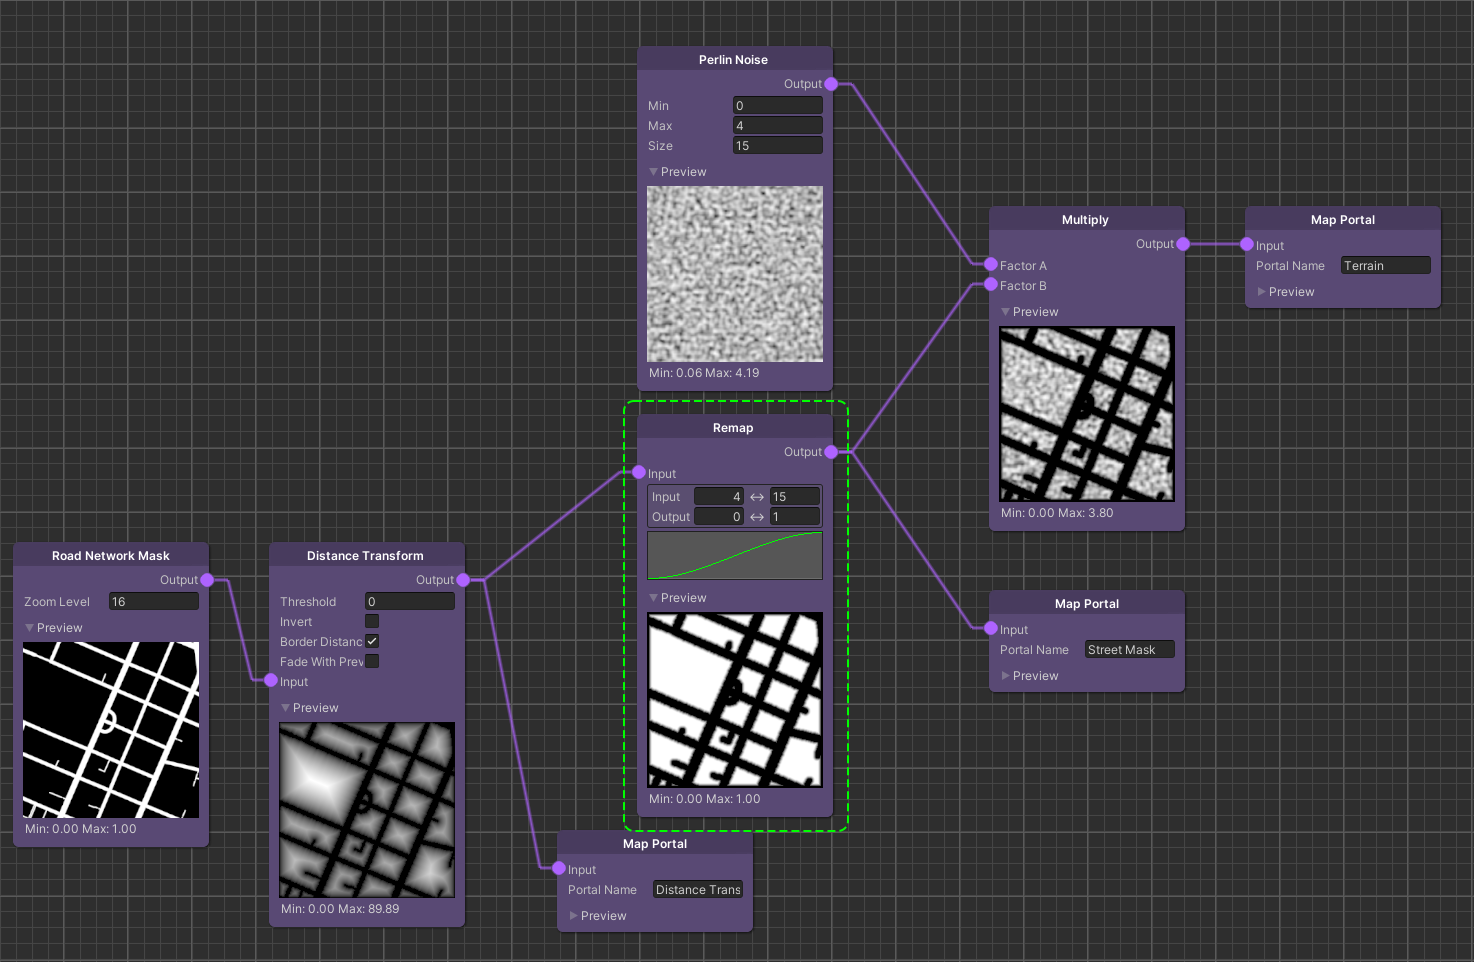 Perlin Noise
Output
Min 0
Max 4
Size 15
Preview
Min: 0.06 Max: 4.19
Multiply
Output
Factor A
Factor B
Preview
Min: 0.00 Max: 3.80
Map Portal
Input
Portal Name Terrain
Preview
Remap
Output
Input
Input 4 ↔ 15
Output 0 ↔ 1
Preview
Min: 0.00 Max: 1.00
Road Network Mask
Output
Zoom Level 16
Preview
Min: 0.00 Max: 1.00
Distance Transform
Output
Threshold 0
Invert
Border Distanc
Fade With Prev
Input
Preview
Min: 0.00 Max: 89.89
Map Portal
Input
Portal Name Street Mask
Preview
Map Portal
Input
Portal Name Distance Trans
Preview